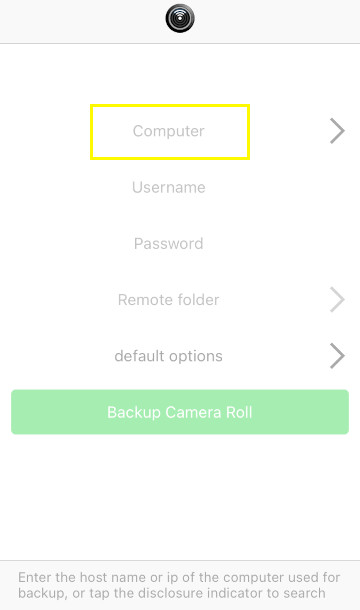 Computer
Username
Password
Remote folder
default options
Backup Camera Roll
Enter the host name or ip of the computer used for
backup, or tap the disclosure indicator to search